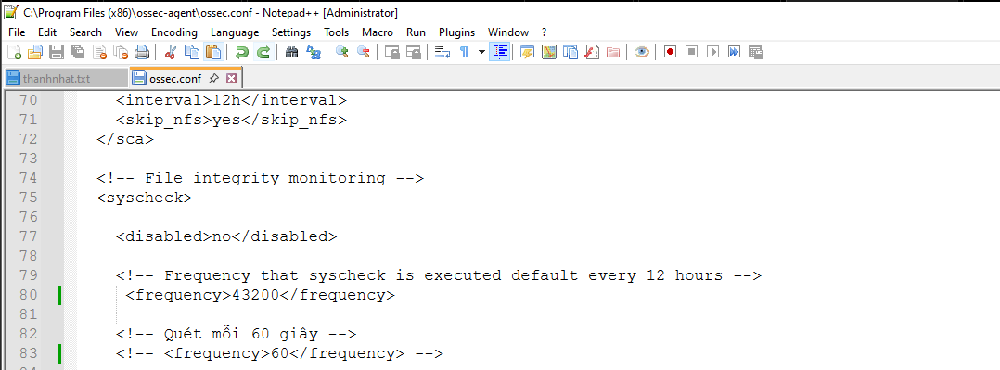 C:\Program Files (x86)\ossec-agent\ossec.conf - Notepad++ [Administrator]
File Edit Search View Encoding Language Settings Tools Macro Run Plugins Window ?
thanhnhat.txt ossec.conf
70 <interval>12h</interval>
71 <skip_nfs>yes</skip_nfs>
72 </sca>
73
74 <!-- File integrity monitoring -->
75 <syscheck>
76
77 <disabled>no</disabled>
78
79 <!-- Frequency that syscheck is executed default every 12 hours -->
80 <frequency>43200</frequency>
81
82 <!-- Quét mỗi 60 giây -->
83 <!-- <frequency>60</frequency> -->